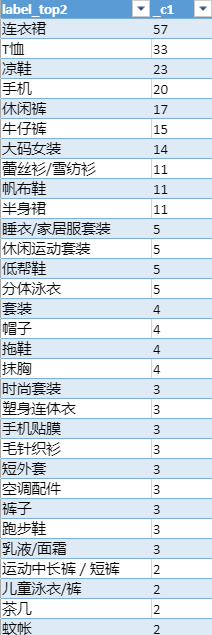 label_top2 _c1
连衣裙 57
T恤 33
凉鞋 23
手机 20
休闲裤 17
牛仔裤 15
大码女装 14
蕾丝衫/雪纺衫 11
帆布鞋 11
半身裙 11
睡衣/家居服套装 5
休闲运动套装 5
低帮鞋 5
分体泳衣 5
套装 4
帽子 4
拖鞋 4
抹胸 4
时尚套装 3
塑身连体衣 3
手机贴膜 3
毛针织衫 3
短外套 3
空调配件 3
裤子 3
跑步鞋 3
乳液/面霜 3
运动中长裤 / 短裤 2
儿童泳衣/裤 2
茶几 2
蚊帐 2